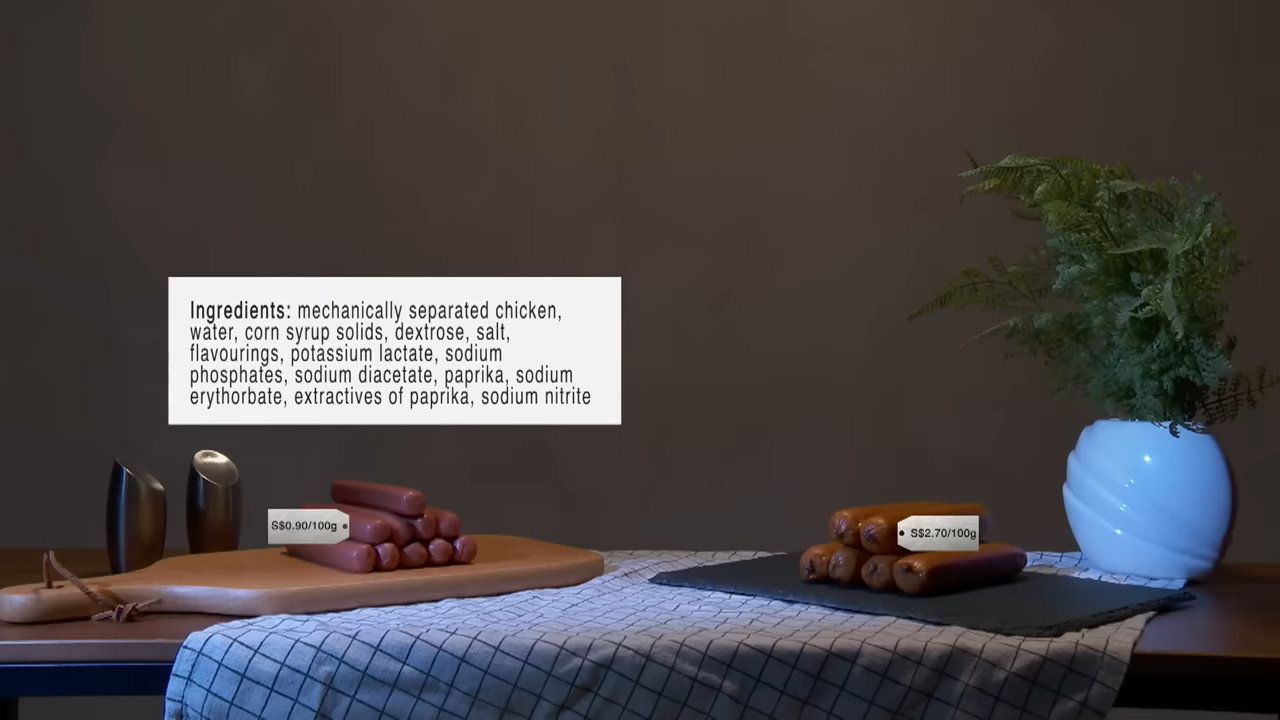 Ingredients: mechanically separated chicken,
water, corn syrup solids, dextrose, salt,
flavourings, potassium lactate, sodium
phosphates, sodium diacetate, paprika, sodium
erythorbate, extractives of paprika, sodium nitrite
S$0.90/100g
S$2.70/100g